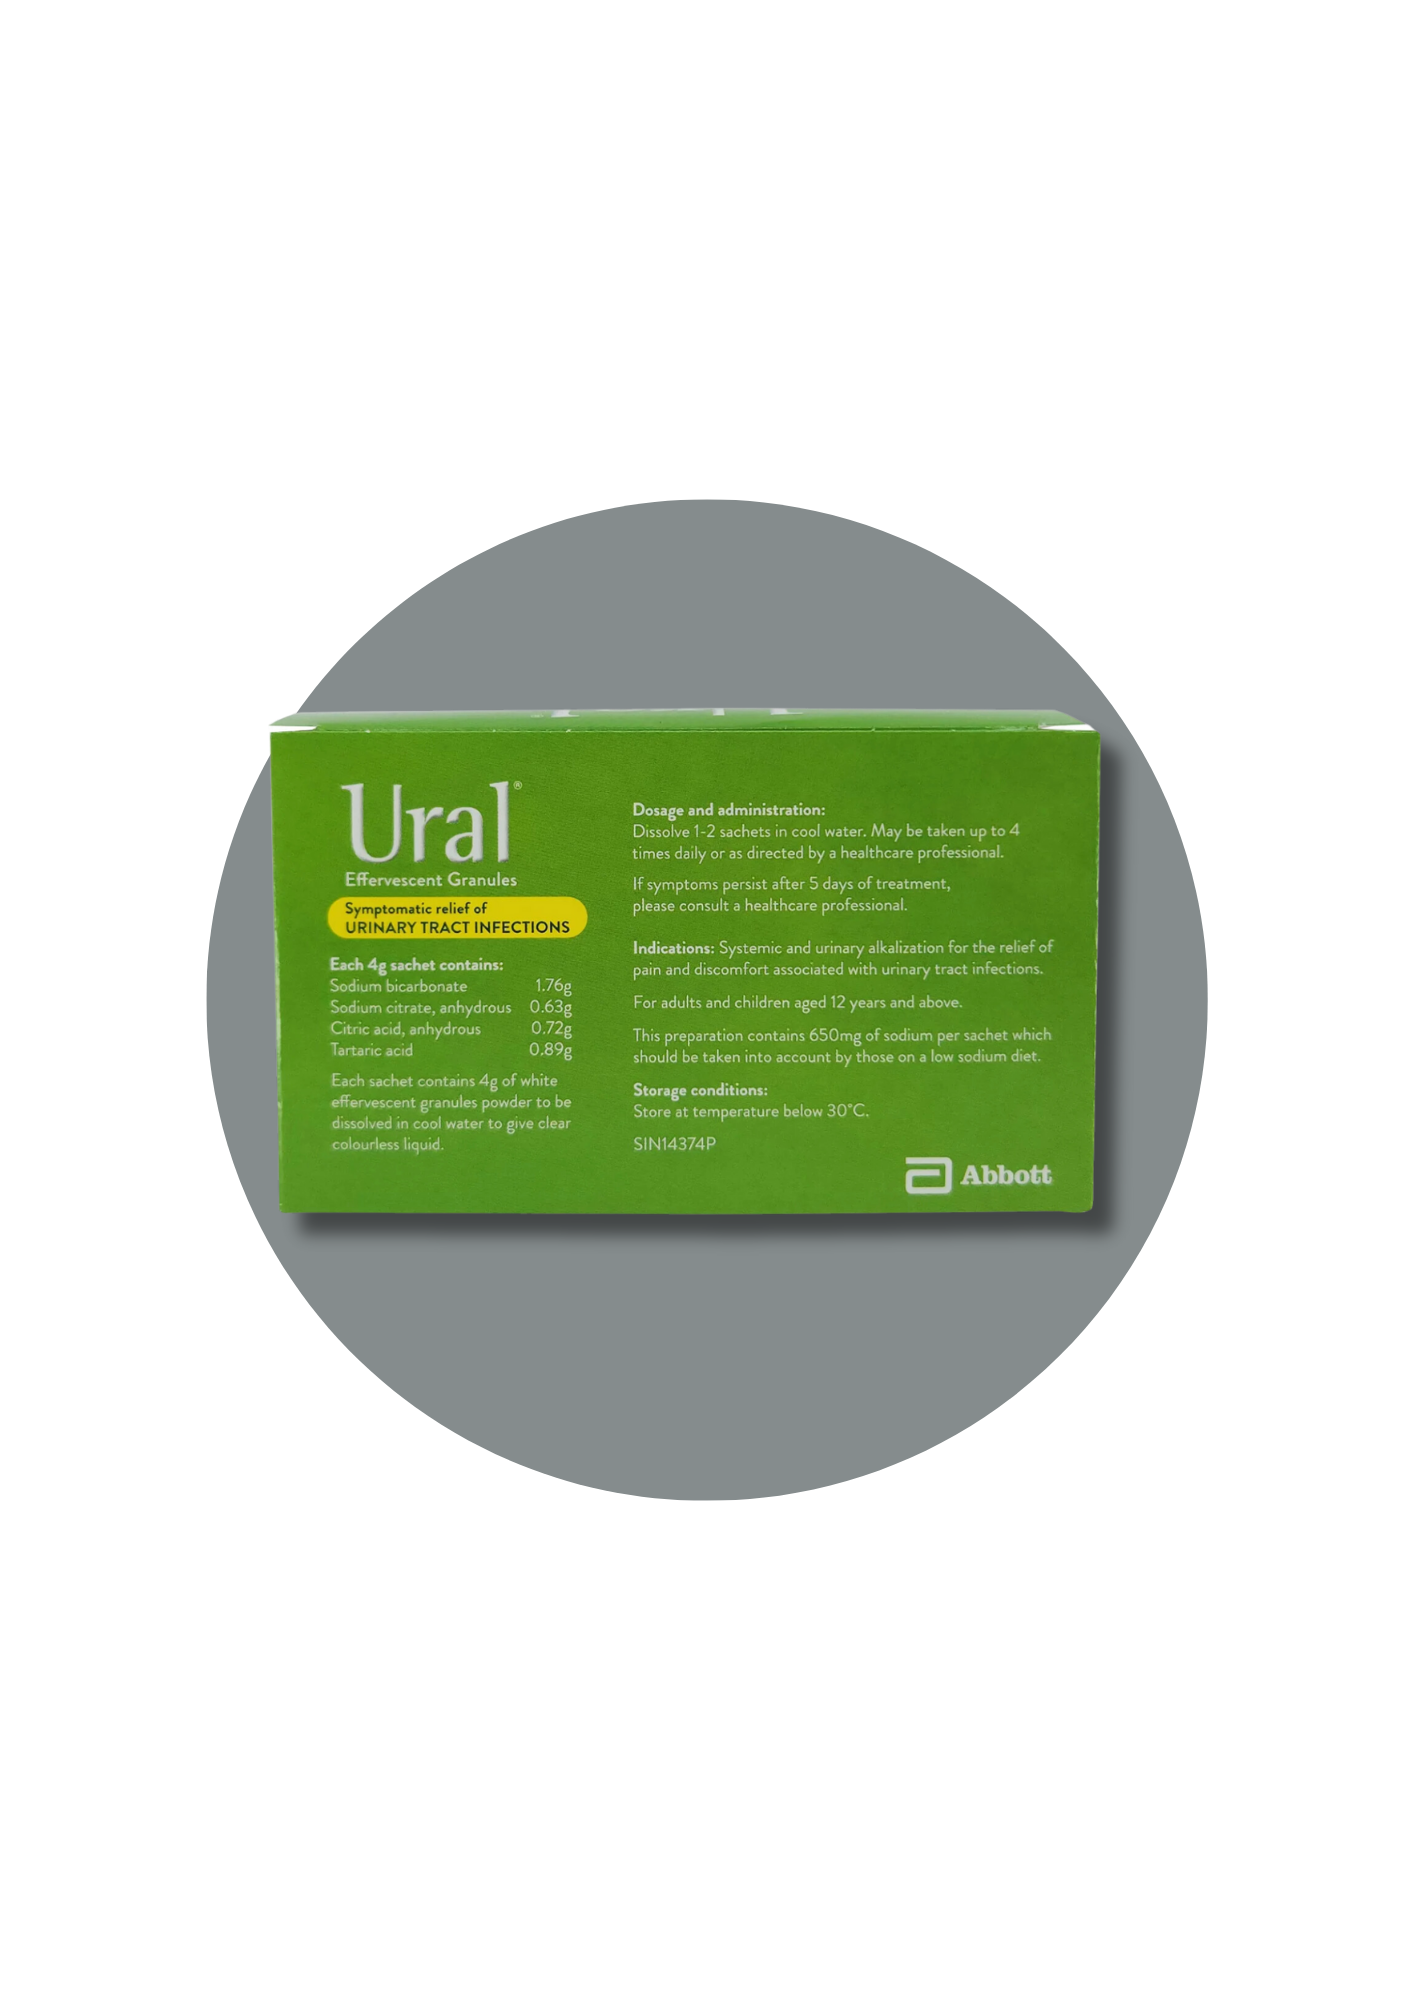 Ural®
Effervescent Granules
Symptomatic relief of
URINARY TRACT INFECTIONS
Each 4g sachet contains:
Sodium bicarbonate 1.76g
Sodium citrate, anhydrous 0.63g
Citric acid, anhydrous 0.72g
Tartaric acid 0.89g
Each sachet contains 4g of white
effervescent granules powder to be
dissolved in cool water to give clear
colourless liquid.
Dosage and administration:
Dissolve 1-2 sachets in cool water. May be taken up to 4
times daily or as directed by a healthcare professional.
If symptoms persist after 5 days of treatment,
please consult a healthcare professional.
Indications: Systemic and urinary alkalization for the relief of
pain and discomfort associated with urinary tract infections.
For adults and children aged 12 years and above.
This preparation contains 650mg of sodium per sachet which
should be taken into account by those on a low sodium diet.
Storage conditions:
Store at temperature below 30°C.
SIN14374P
Abbott